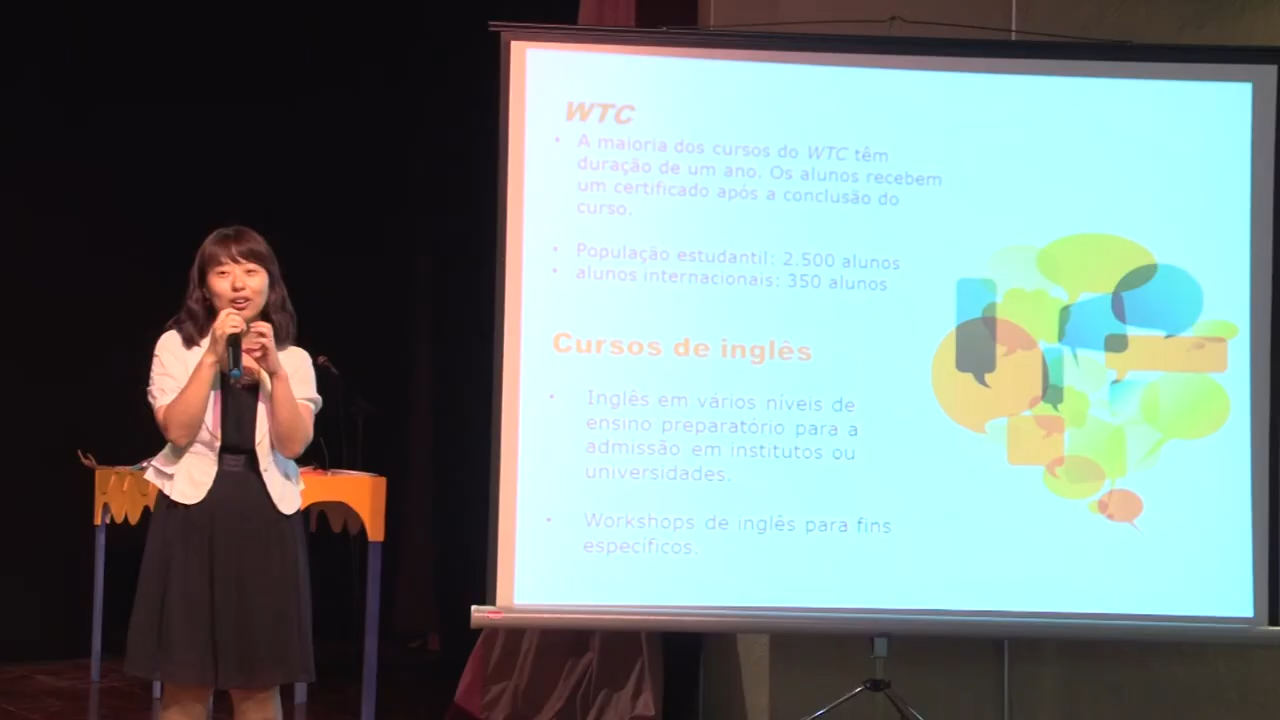 WTC
• A maioria dos cursos do WTC têm
duração de um ano. Os alunos recebem
um certificado após a conclusão do
curso.
• População estudantil: 2.500 alunos
• alunos internacionais: 350 alunos
Cursos de inglês
• Inglês em vários níveis de
ensino preparatório para a
admissão em institutos ou
universidades.
• Workshops de inglês para fins
específicos.